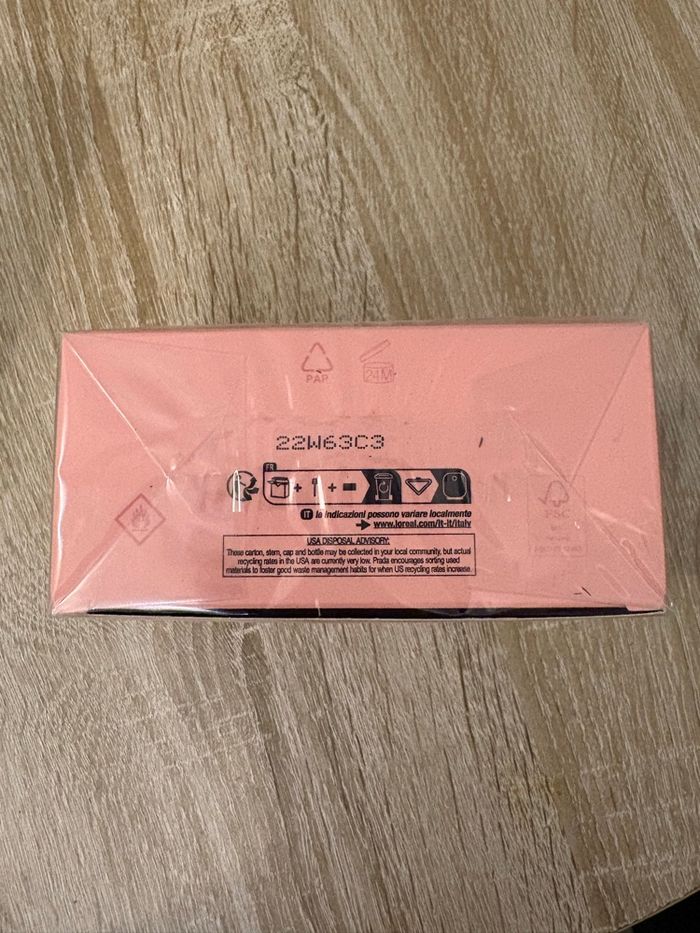 PAP
24M
22W63C3
FR
+ + 
IT le indicazioni possono variare localmente
www.loreal.com/it-it/italy
USA DISPOSAL ADVISORY:
These carton, stem, cap and bottle may be collected in your local community, but actual
recycling rates in the USA are currently very low. Prada encourages sorting used
materials to foster good waste management habits for when US recycling rates increase.
FSC